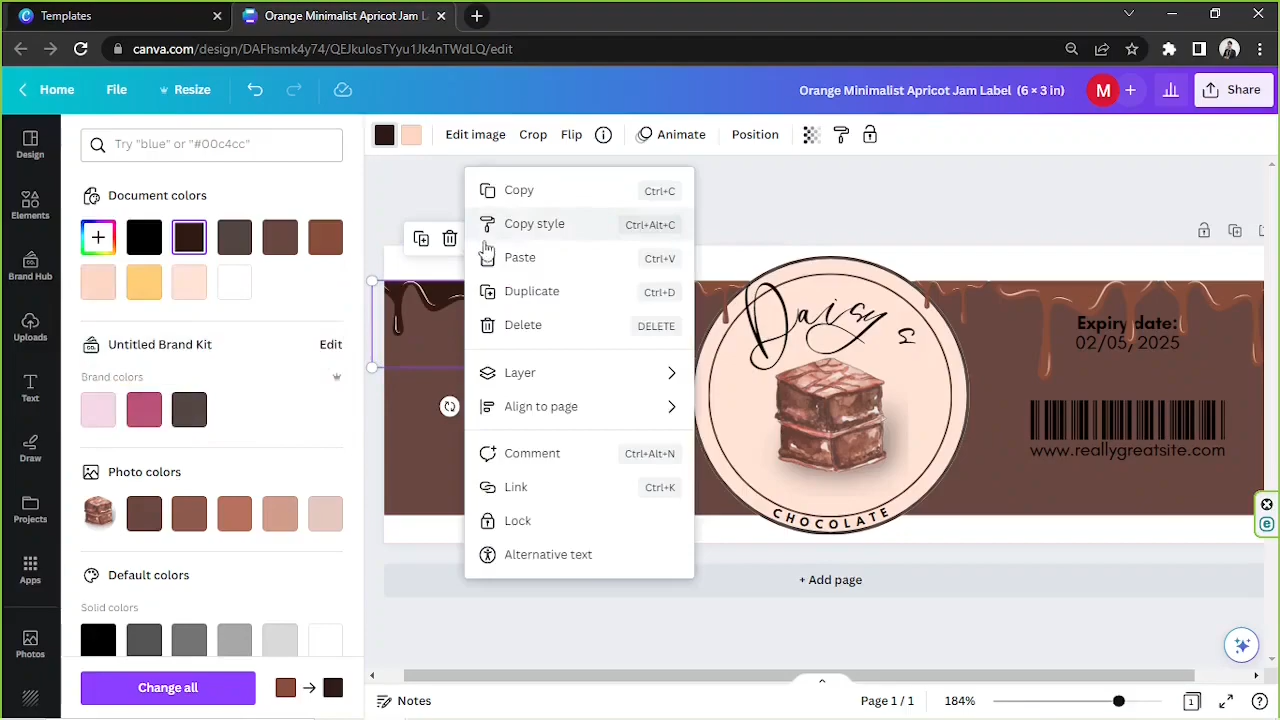 Templates
Orange Minimalist Apricot Jam Label
canva.com/design/DAFhsmk4y74/QEJkulosTYyu1Jk4nTWdLQ/edit
Home
File
Resize
Orange Minimalist Apricot Jam Label (6 × 3 in)
M
Share
Design
Elements
Brand Hub
Uploads
Text
Draw
Projects
Apps
Photos
Try "blue" or "#00c4cc"
Document colors
Untitled Brand Kit
Edit
Brand colors
Photo colors
Default colors
Solid colors
Change all
Edit image
Crop
Flip
Animate
Position
Copy Ctrl+C
Copy style Ctrl+Alt+C
Paste Ctrl+V
Duplicate Ctrl+D
Delete DELETE
Layer
Align to page
Comment Ctrl+Alt+N
Link Ctrl+K
Lock
Alternative text
Daisy s
CHOCOLATE
Expiry date:
02/05, 2025
www.reallygreatsite.com
+ Add page
Notes
Page 1 / 1
184%
1